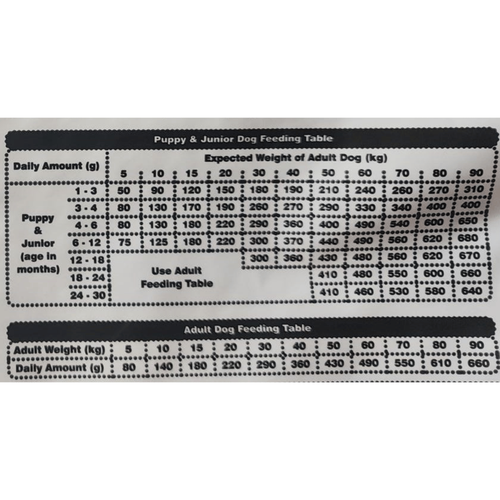 Puppy & Junior Dog Feeding Table
Daily Amount (g) Expected Weight of Adult Dog (kg)
5 10 15 20 30 40 50 60 70 80 90
Puppy & Junior (age in months)
1 - 3 50 90 120 150 180 190 210 240 260 270 310
3 - 4 80 130 170 190 260 270 290 330 340 400 400
4 - 6 80 130 180 220 290 360 400 490 540 600 650
6 - 12 75 125 180 220 300 370 440 490 560 620 680
12 - 18 300 360 430 480 560 620 670
18 - 24 Use Adult Feeding Table 410 480 550 600 660
24 - 30 410 460 530 580 640
Adult Dog Feeding Table
Adult Weight (kg) 5 10 15 20 30 40 50 60 70 80 90
Daily Amount (g) 80 140 180 220 290 360 430 490 550 610 660